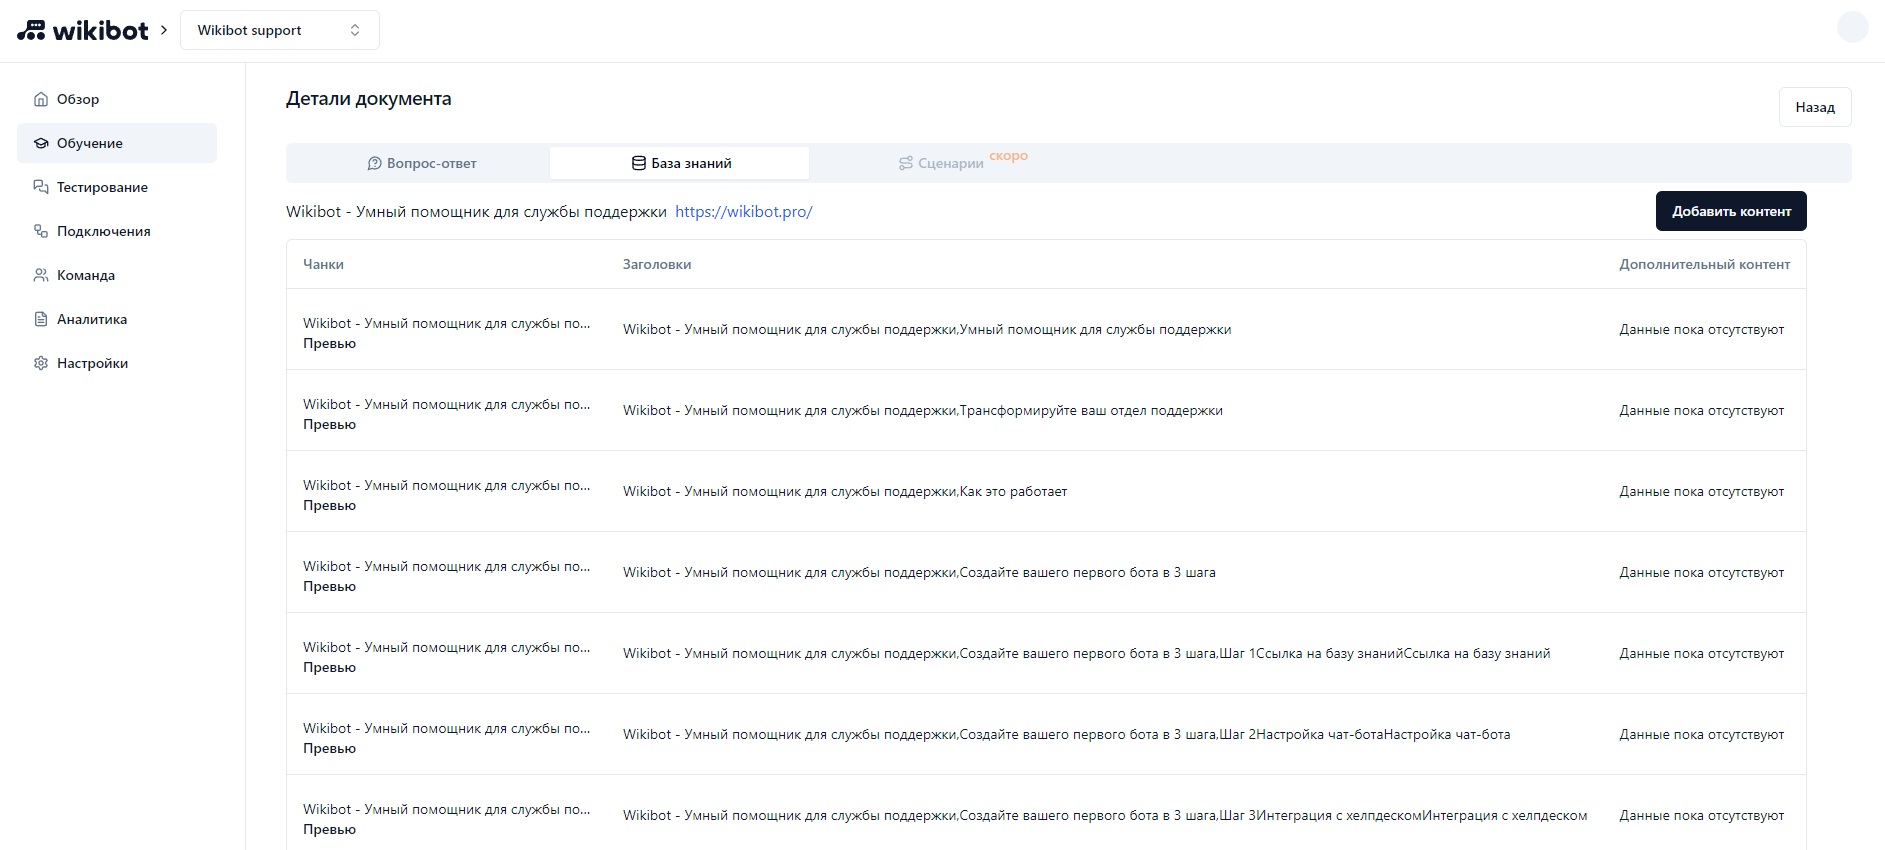 wikibot
Wikibot support
Обзор
Обучение
Тестирование
Подключения
Команда
Аналитика
Настройки
Детали документа
Назад
Вопрос-ответ
База знаний
Сценарии скоро
Wikibot - Умный помощник для службы поддержки https://wikibot.pro/
Добавить контент
Чанки Заголовки Дополнительный контент
Wikibot - Умный помощник для службы по...
Превью
Wikibot - Умный помощник для службы поддержки,Умный помощник для службы поддержки
Данные пока отсутствуют
Wikibot - Умный помощник для службы по...
Превью
Wikibot - Умный помощник для службы поддержки,Трансформируйте ваш отдел поддержки
Данные пока отсутствуют
Wikibot - Умный помощник для службы по...
Превью
Wikibot - Умный помощник для службы поддержки,Как это работает
Данные пока отсутствуют
Wikibot - Умный помощник для службы по...
Превью
Wikibot - Умный помощник для службы поддержки,Создайте вашего первого бота в 3 шага
Данные пока отсутствуют
Wikibot - Умный помощник для службы по...
Превью
Wikibot - Умный помощник для службы поддержки,Создайте вашего первого бота в 3 шага,Шаг 1Ссылка на базу знанийСсылка на базу знаний
Данные пока отсутствуют
Wikibot - Умный помощник для службы по...
Превью
Wikibot - Умный помощник для службы поддержки,Создайте вашего первого бота в 3 шага,Шаг 2Настройка чат-ботаНастройка чат-бота
Данные пока отсутствуют
Wikibot - Умный помощник для службы по...
Превью
Wikibot - Умный помощник для службы поддержки,Создайте вашего первого бота в 3 шага,Шаг 3Интеграция с хелпдескомИнтеграция с хелпдеском
Данные пока отсутствуют